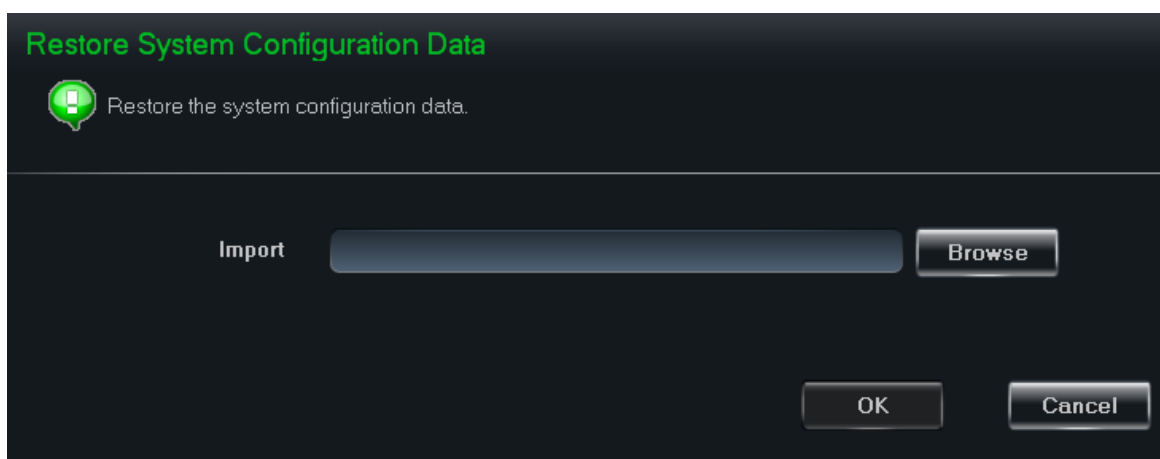 Restore System Configuration Data
Restore the system configuration data.
Import
Browse
OK
Cancel